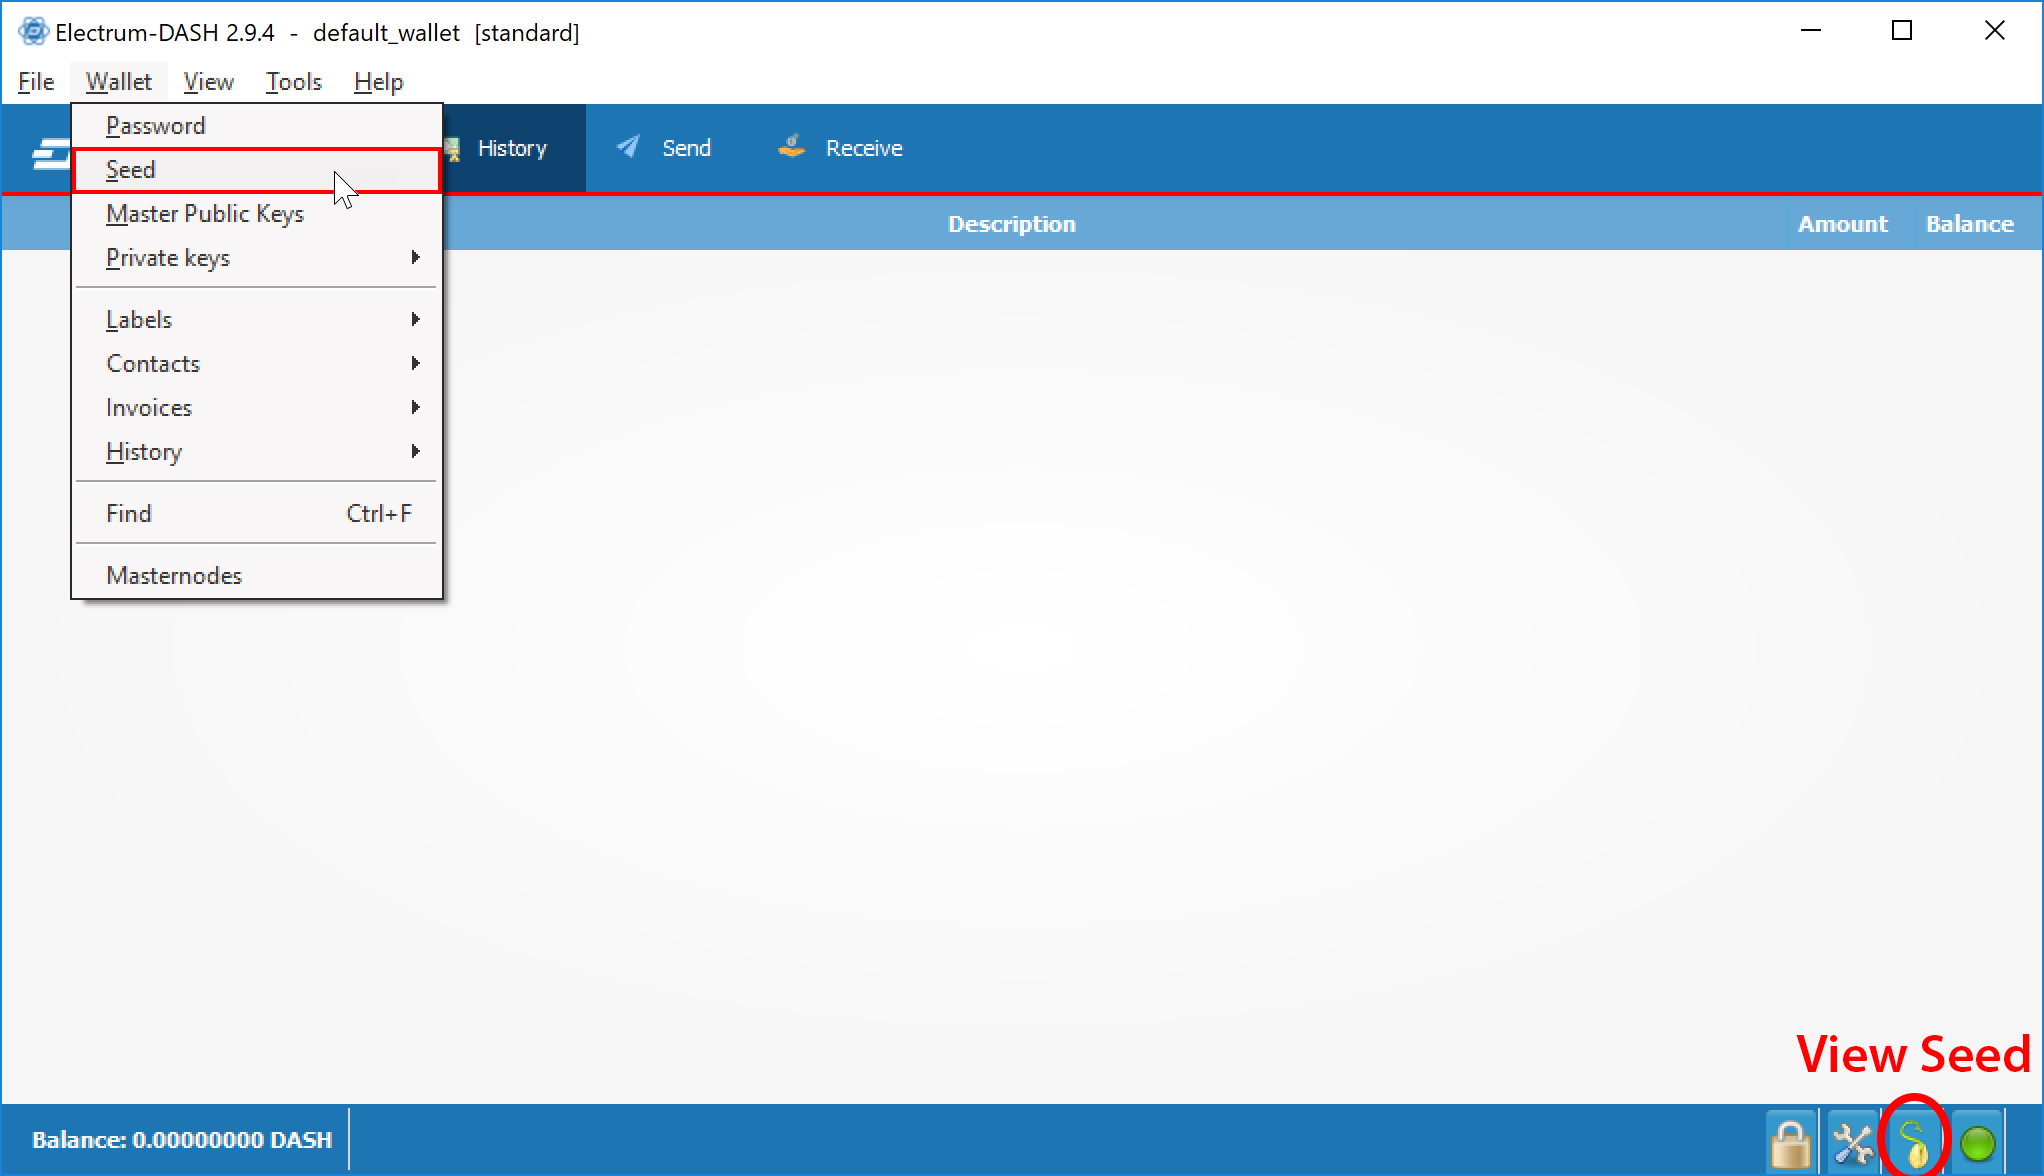 Electrum-DASH 2.9.4 - default_wallet [standard]
File Wallet View Tools Help
Password
Seed
Master Public Keys
Private keys
Labels
Contacts
Invoices
History
Find Ctrl+F
Masternodes
History Send Receive
Description Amount Balance
View Seed
Balance: 0.00000000 DASH